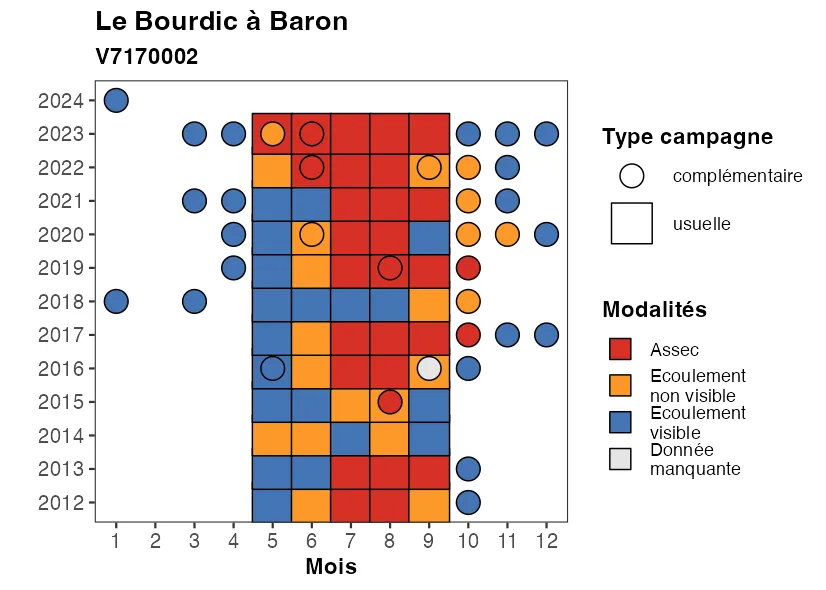 Le Bourdic à Baron
V7170002
2024
2023
2022
2021
2020
2019
2018
2017
2016
2015
2014
2013
2012
1 2 3 4 5 6 7 8 9 10 11 12
Mois
Type campagne
complémentaire
usuelle
Modalités
Assec
Ecoulement
non visible
Ecoulement
visible
Donnée
manquante